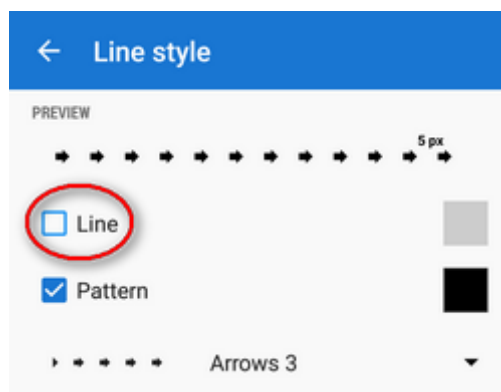 Line style
PREVIEW
5 px
Line
Pattern
Arrows 3